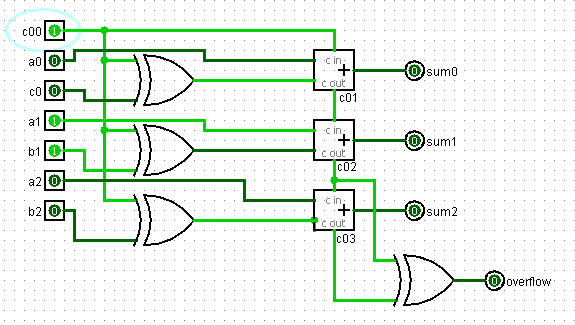 c00 1
a0 0
c in
+
0 sum0
c0 0
c out
c01
a1 1
c in
+
0 sum1
b1 1
c out
c02
a2 0
c in
+
0 sum2
b2 0
c out
c03
0 overflow